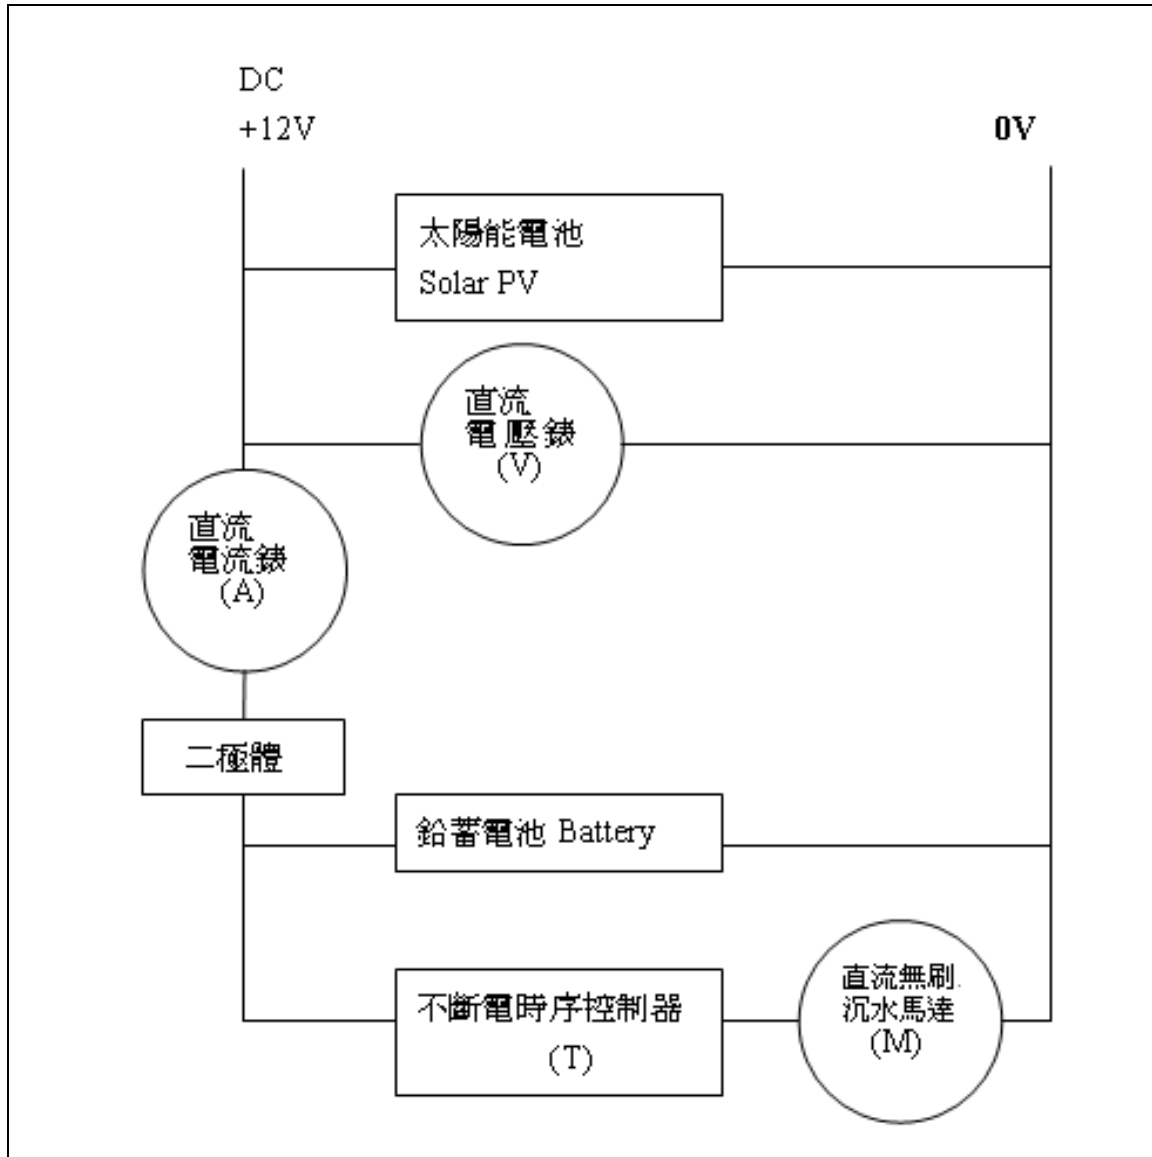 DC
+12V
0V
太陽能電池
Solar PV
直流
電壓錶
(V)
直流
電流錶
(A)
二極體
鉛蓄電池 Battery
不斷電時序控制器
(T)
直流無刷
沉水馬達
(M)